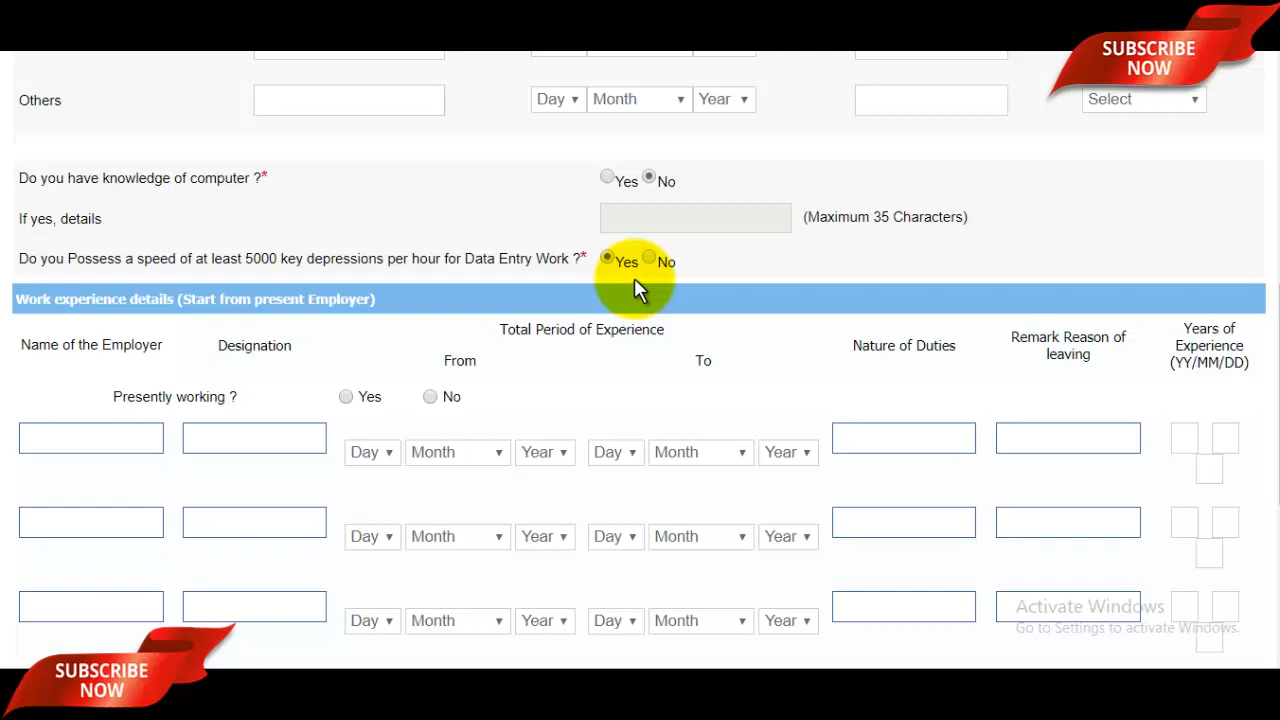 SUBSCRIBE
NOW
Others
Day Month Year
Select
Do you have knowledge of computer ?*
Yes No
If yes, details
(Maximum 35 Characters)
Do you Possess a speed of at least 5000 key depressions per hour for Data Entry Work ?*
Yes No
Work experience details (Start from present Employer)
Name of the Employer
Designation
Total Period of Experience
From
To
Nature of Duties
Remark Reason of
leaving
Years of
Experience
(YY/MM/DD)
Presently working ?
Yes No
Day Month Year Day Month Year
Day Month Year Day Month Year
Day Month Year Day Month Year
Activate Windows
Go to Settings to activate Windows.
SUBSCRIBE
NOW